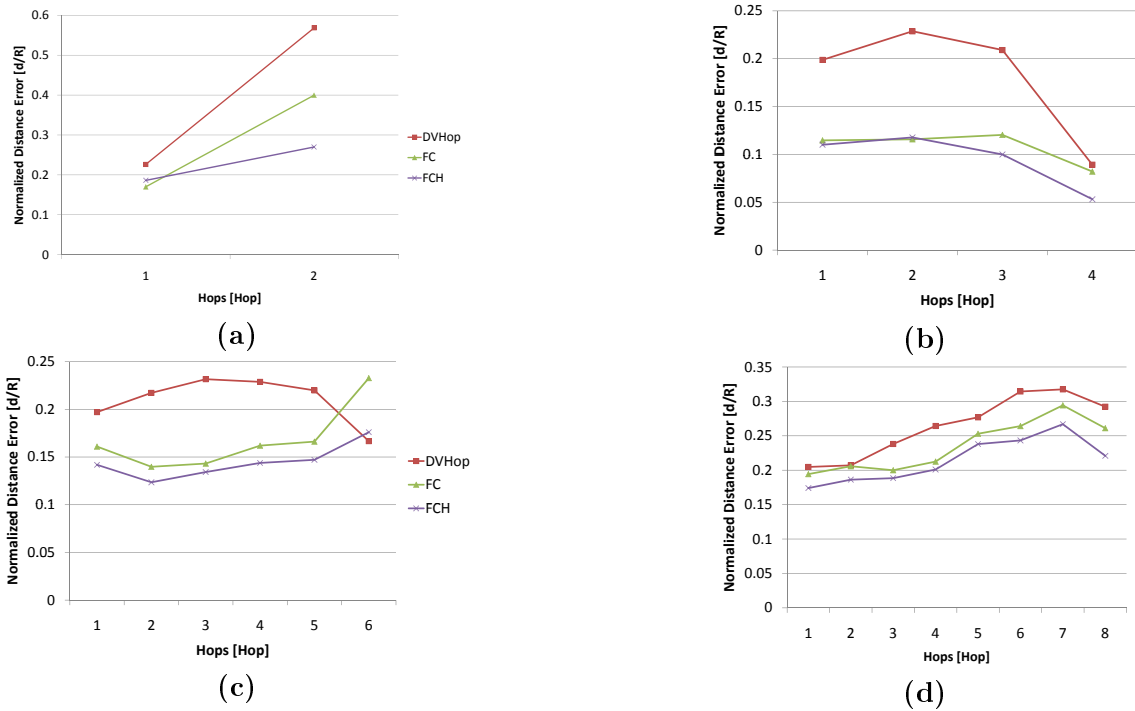 0.6
0.5
0.4
0.3
0.2
0.1
0
Normalized Distance Error [d/R]
1 2
Hops [Hop]
DVHop
FC
FCH
(a)
0.25
0.2
0.15
0.1
0.05
0
Normalized Distance Error [d/R]
1 2 3 4
Hops [Hop]
(b)
0.25
0.2
0.15
0.1
0.05
0
Normalized Distance Error [d/R]
1 2 3 4 5 6
Hops [Hop]
DVHop
FC
FCH
(c)
0.35
0.3
0.25
0.2
0.15
0.1
0.05
0
Normalized Distance Error [d/R]
1 2 3 4 5 6 7 8
Hops [Hop]
(d)